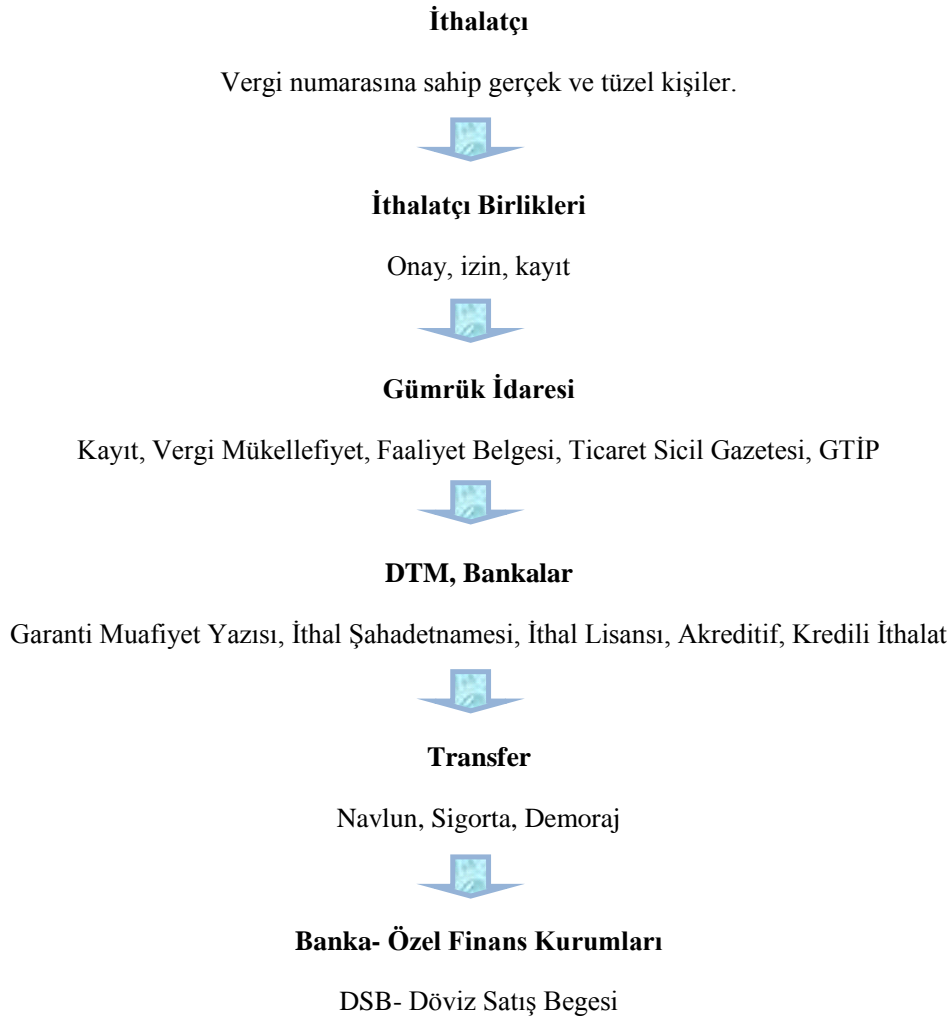 İthalatçı
Vergi numarasına sahip gerçek ve tüzel kişiler.
İthalatçı Birlikleri
Onay, izin, kayıt
Gümrük İdaresi
Kayıt, Vergi Mükellefiyet, Faaliyet Belgesi, Ticaret Sicil Gazetesi, GTİP
DTM, Bankalar
Garanti Muafiyet Yazısı, İthal Şahadetnamesi, İthal Lisansı, Akreditif, Kredili İthalat
Transfer
Navlun, Sigorta, Demoraj
Banka- Özel Finans Kurumları
DSB- Döviz Satış Begesi